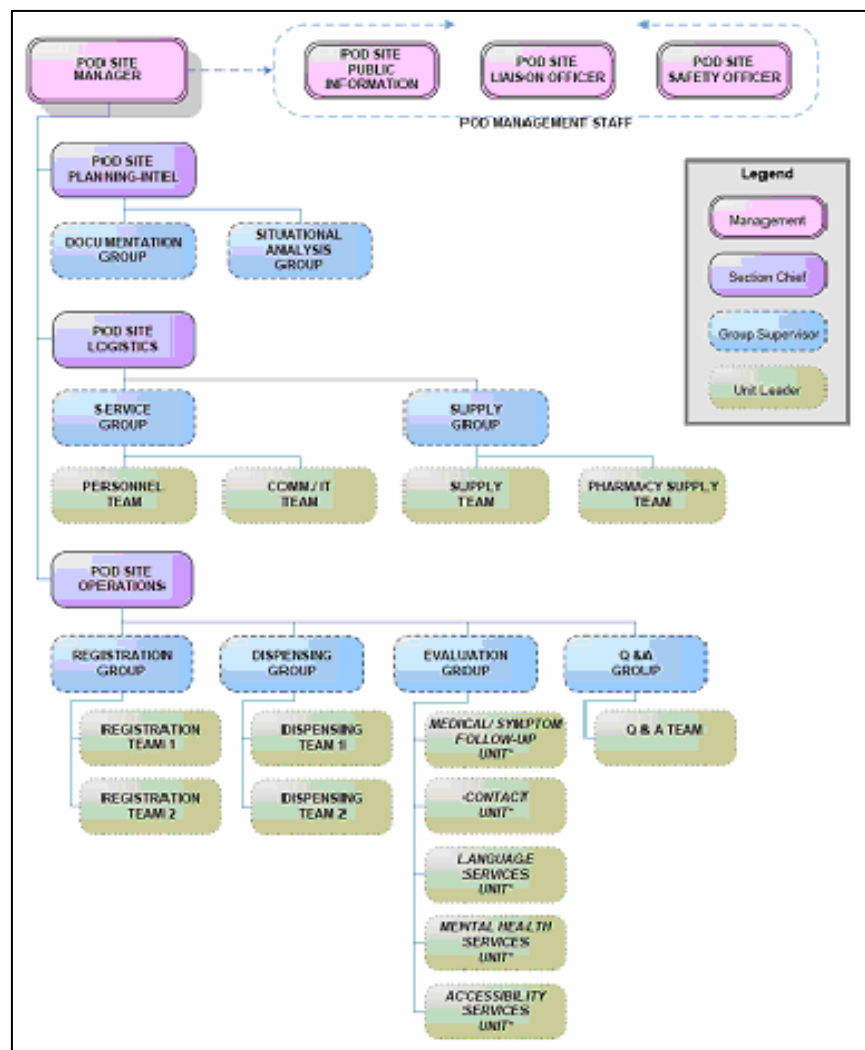 POD SITE
MANAGER
POD SITE
PUBLIC
INFORMATION
POD SITE
LIAISON OFFICER
POD SITE
SAFETY OFFICER
POD MANAGEMENT STAFF
POD SITE
PLANNING-INTEL
DOCUMENTATION
GROUP
SITUATIONAL
ANALYSIS
GROUP
Legend
Management
Section Chief
Group Supervisor
Unit Leader
POD SITE
LOGISTICS
SERVICE
GROUP
SUPPLY
GROUP
PERSONNEL
TEAM
COMM./ IT
TEAM
SUPPLY
TEAM
PHARMACY SUPPLY
TEAM
POD SITE
OPERATIONS
REGISTRATION
GROUP
DISPENSING
GROUP
EVALUATION
GROUP
Q &A
GROUP
REGISTRATION
TEAM 1
DISPENSING
TEAM 1
MEDICAL/ SYMPTOM
FOLLOW-UP
UNIT*
Q & A TEAM
REGISTRATION
TEAM 2
DISPENSING
TEAM 2
CONTACT
UNIT*
LANGUAGE
SERVICES
UNIT*
MENTAL HEALTH
SERVICES
UNIT*
ACCESSIBILITY
SERVICES
UNIT*